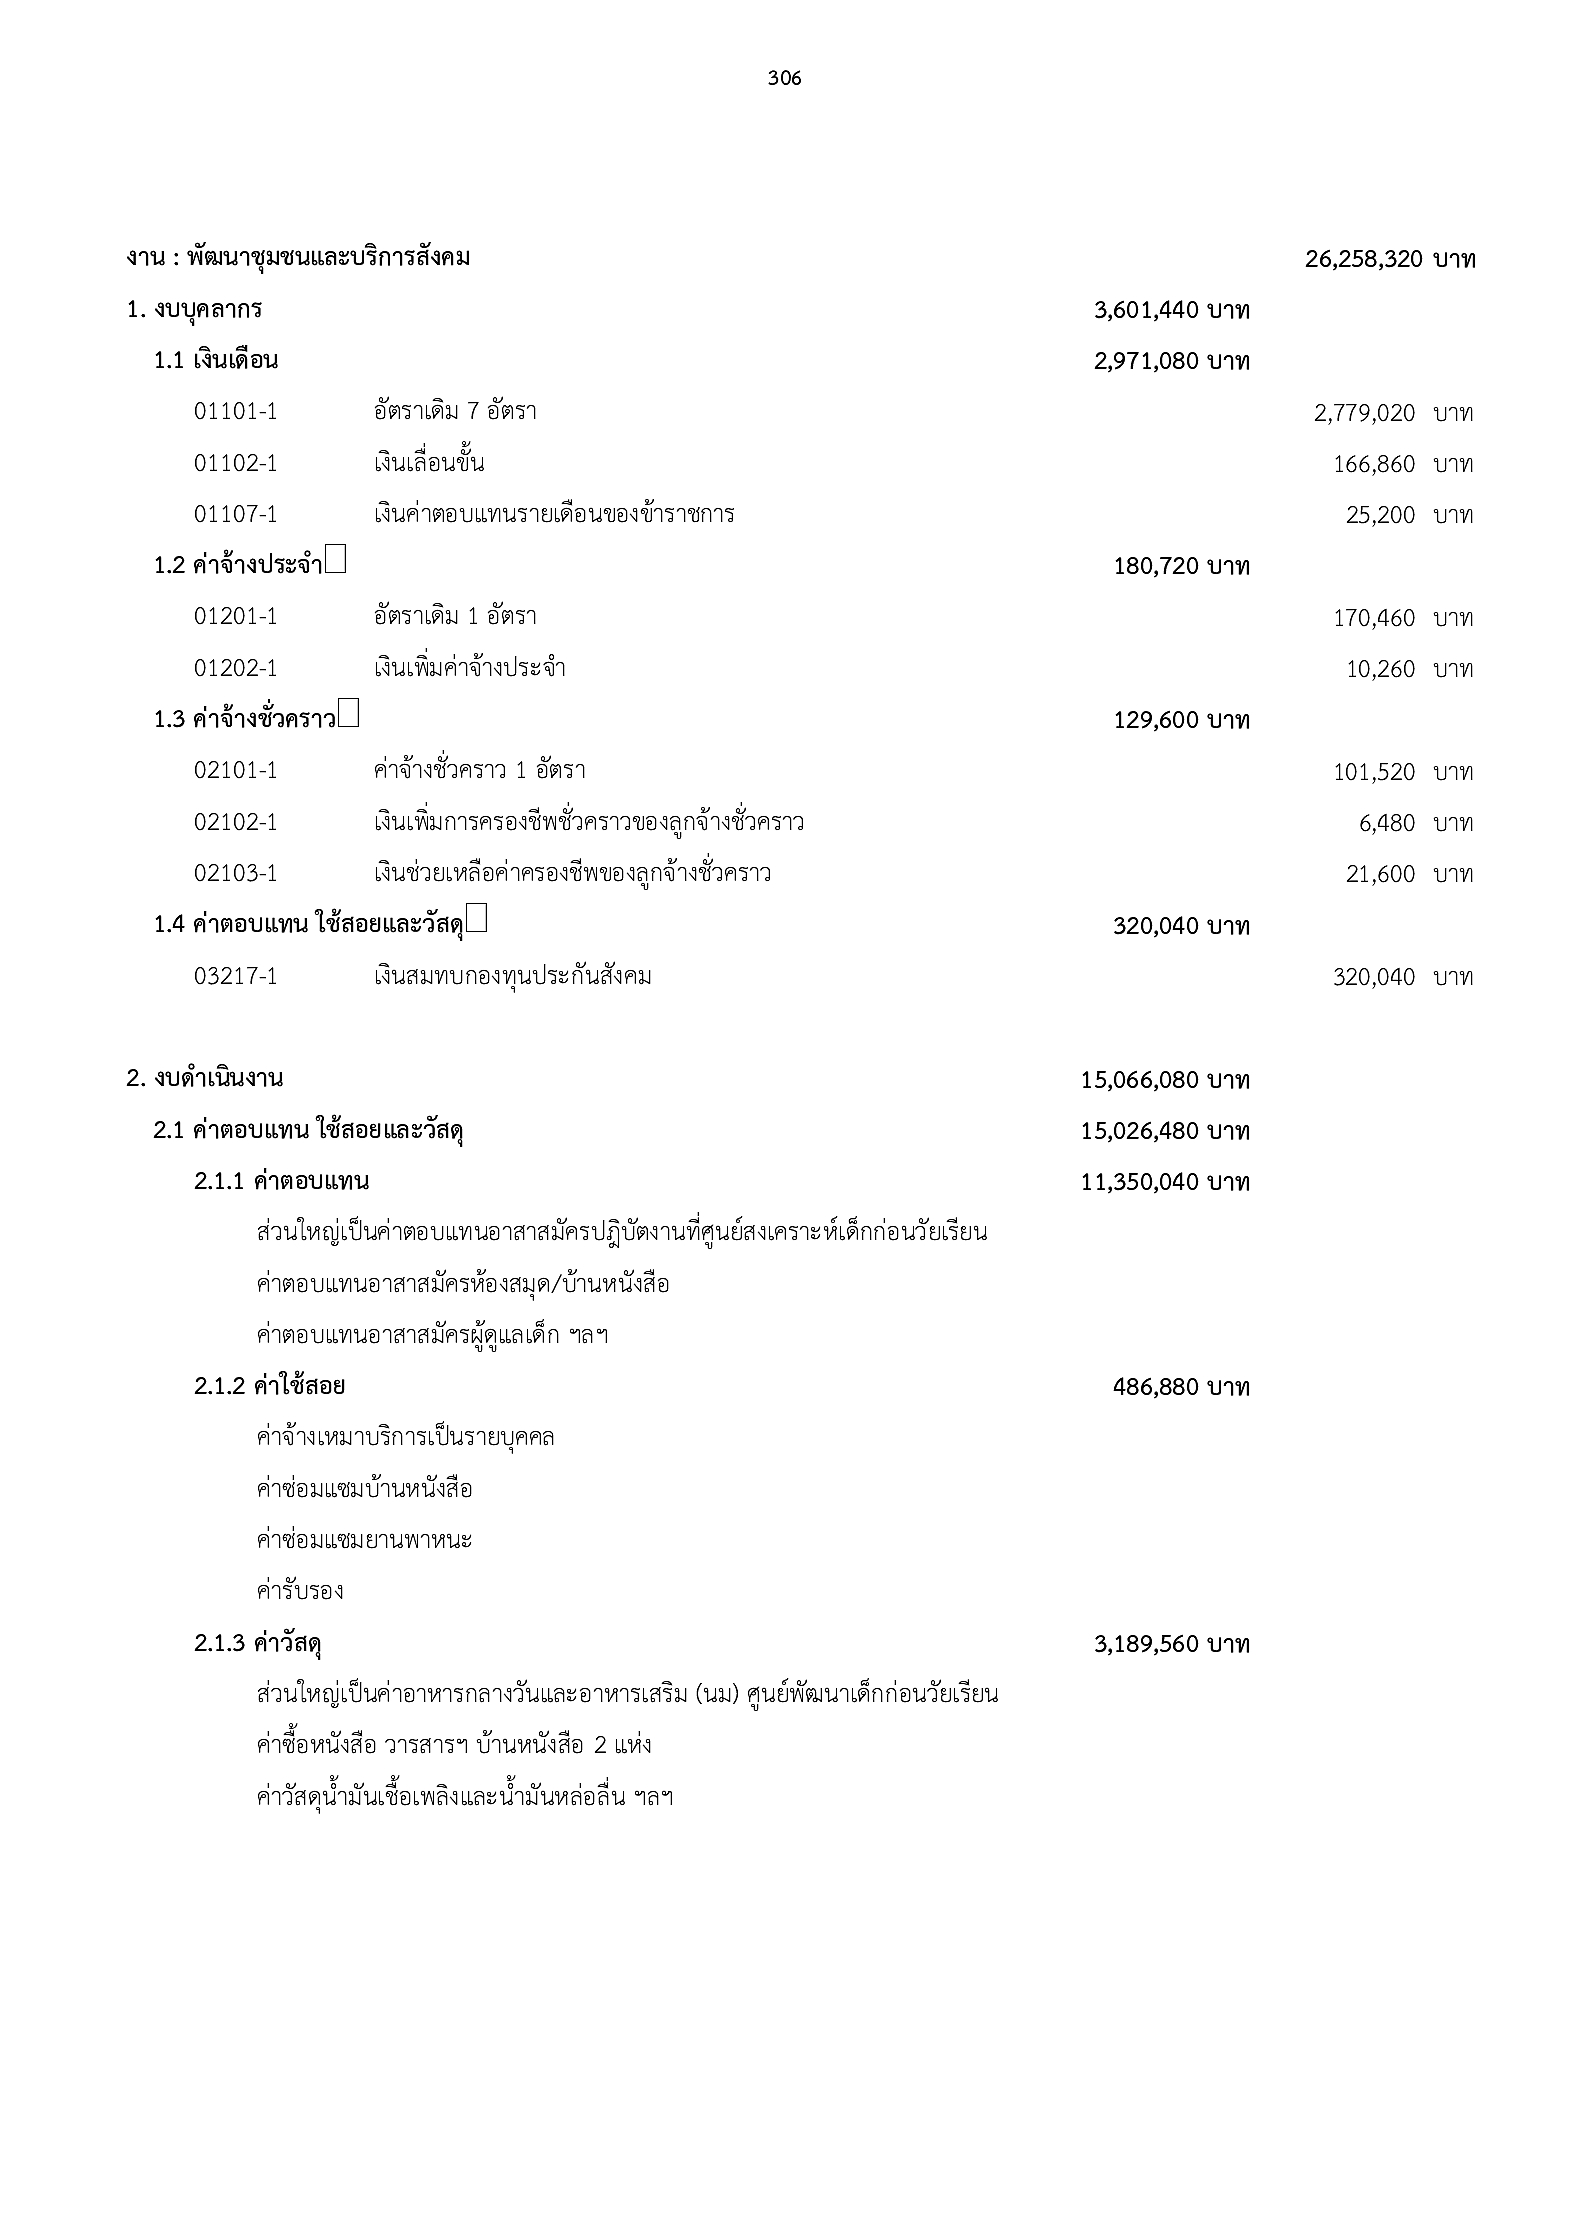 306
งาน : พัฒนาชุมชนและบริการสังคม 26,258,320 บาท
1. งบบุคลากร 3,601,440 บาท
1.1 เงินเดือน 2,971,080 บาท
01101-1 อัตราเดิม 7 อัตรา 2,779,020 บาท
01102-1 เงินเลื่อนขั้น 166,860 บาท
01107-1 เงินค่าตอบแทนรายเดือนของข้าราชการ 25,200 บาท
1.2 ค่าจ้างประจำ 180,720 บาท
01201-1 อัตราเดิม 1 อัตรา 170,460 บาท
01202-1 เงินเพิ่มค่าจ้างประจำ 10,260 บาท
1.3 ค่าจ้างชั่วคราว 129,600 บาท
02101-1 ค่าจ้างชั่วคราว 1 อัตรา 101,520 บาท
02102-1 เงินเพิ่มการครองชีพชั่วคราวของลูกจ้างชั่วคราว 6,480 บาท
02103-1 เงินช่วยเหลือค่าครองชีพของลูกจ้างชั่วคราว 21,600 บาท
1.4 ค่าตอบแทน ใช้สอยและวัสดุ 320,040 บาท
03217-1 เงินสมทบกองทุนประกันสังคม 320,040 บาท
2. งบดำเนินงาน 15,066,080 บาท
2.1 ค่าตอบแทน ใช้สอยและวัสดุ 15,026,480 บาท
2.1.1 ค่าตอบแทน 11,350,040 บาท
ส่วนใหญ่เป็นค่าตอบแทนอาสาสมัครปฎิบัตงานที่ศูนย์สงเคราะห์เด็กก่อนวัยเรียน
ค่าตอบแทนอาสาสมัครห้องสมุด/บ้านหนังสือ
ค่าตอบแทนอาสาสมัครผู้ดูแลเด็ก ฯลฯ
2.1.2 ค่าใช้สอย 486,880 บาท
ค่าจ้างเหมาบริการเป็นรายบุคคล
ค่าซ่อมแซมบ้านหนังสือ
ค่าซ่อมแซมยานพาหนะ
ค่ารับรอง
2.1.3 ค่าวัสดุ 3,189,560 บาท
ส่วนใหญ่เป็นค่าอาหารกลางวันและอาหารเสริม (นม) ศูนย์พัฒนาเด็กก่อนวัยเรียน
ค่าซื้อหนังสือ วารสารฯ บ้านหนังสือ 2 แห่ง
ค่าวัสดุน้ำมันเชื้อเพลิงและน้ำมันหล่อลื่น ฯลฯ